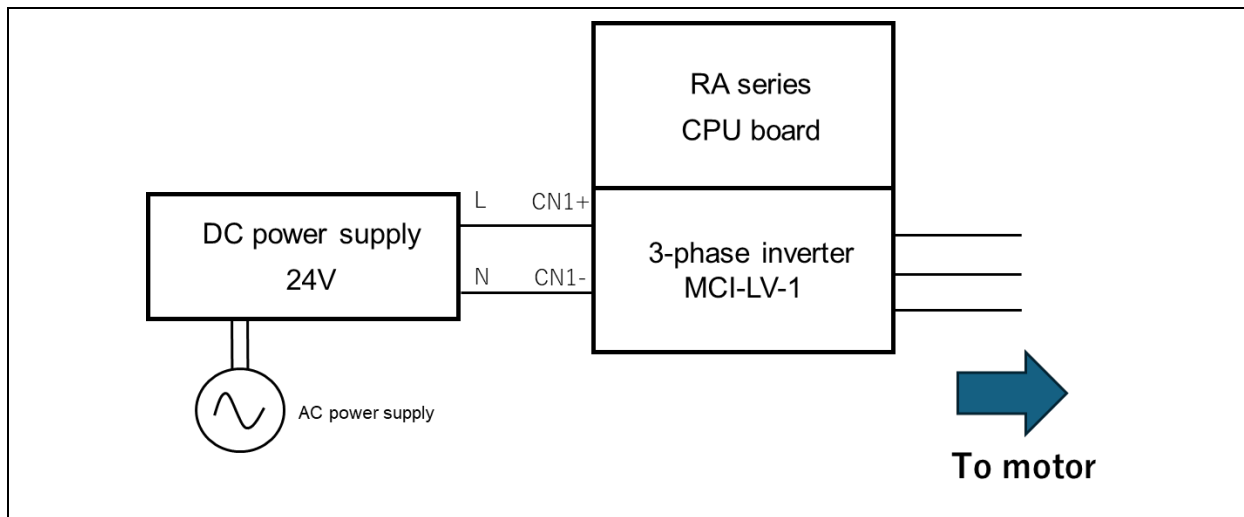 RA series
CPU board
L
CN1+
DC power supply
24V
N
CN1-
3-phase inverter
MCI-LV-1
AC power supply
To motor